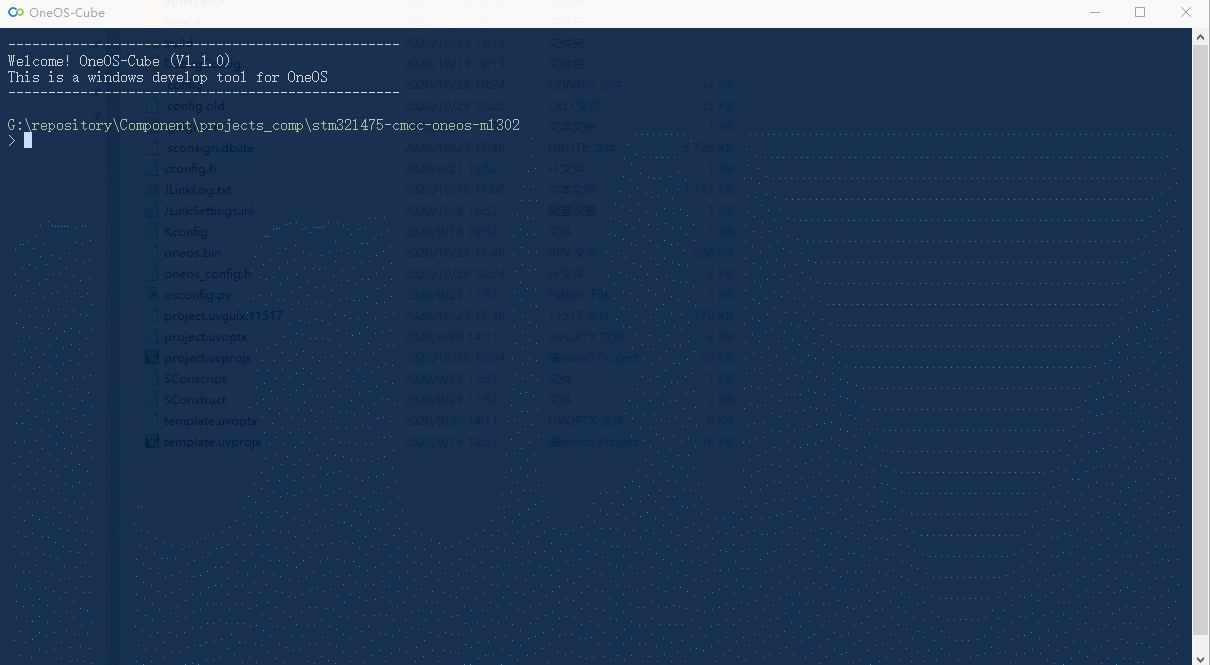 OneOS-Cube
application
board
-------------------------------------------------
build 2020/10/13 19:13 文件夹
Welcome! OneOS-Cube (V1.1.0)
2020/10/13 19:13 文件夹
This is a windows develop tool for OneOS
.config 2020/10/29 10:24 CONFIG 文件 14 KB
-------------------------------------------------
.config.old 2020/10/29 10:23 OLD 文件 15 KB
G:\repository\Component\projects_comp\stm32l475-cmcc-oneos-ml302
文本文档 KB
>
.sconsign.dblite 2020/10/27 17:48 DBLITE 文件 5,726 KB
cconfig.h 2020/9/27 10:52 H 文件 1 KB
JLinkLog.txt 2020/10/19 11:06 文本文档 1,712 KB
JLinkSettings.ini 2020/10/9 16:52 配置设置 1 KB
Kconfig 2020/9/16 10:57 文件 1 KB
oneos.bin 2020/10/27 17:48 BIN 文件 266 KB
oneos_config.h 2020/10/29 10:24 H 文件 9 KB
osconfig.py 2020/9/23 11:57 Python File 5 KB
project.uvguix.11517 2020/10/27 17:48 11517 文件 178 KB
project.uvoptx 2020/9/30 14:11 UVOPTX 文件 8 KB
project.uvprojx 2020/10/29 10:24 ision5 Project 59 KB
SConscript 2020/9/23 11:57 文件 1 KB
SConstruct 2020/9/23 11:57 文件 2 KB
template.uvoptx 2020/9/30 14:11 UVOPTX 文件 8 KB
template.uvprojx 2020/9/16 10:57 ision5 Project 16 KB